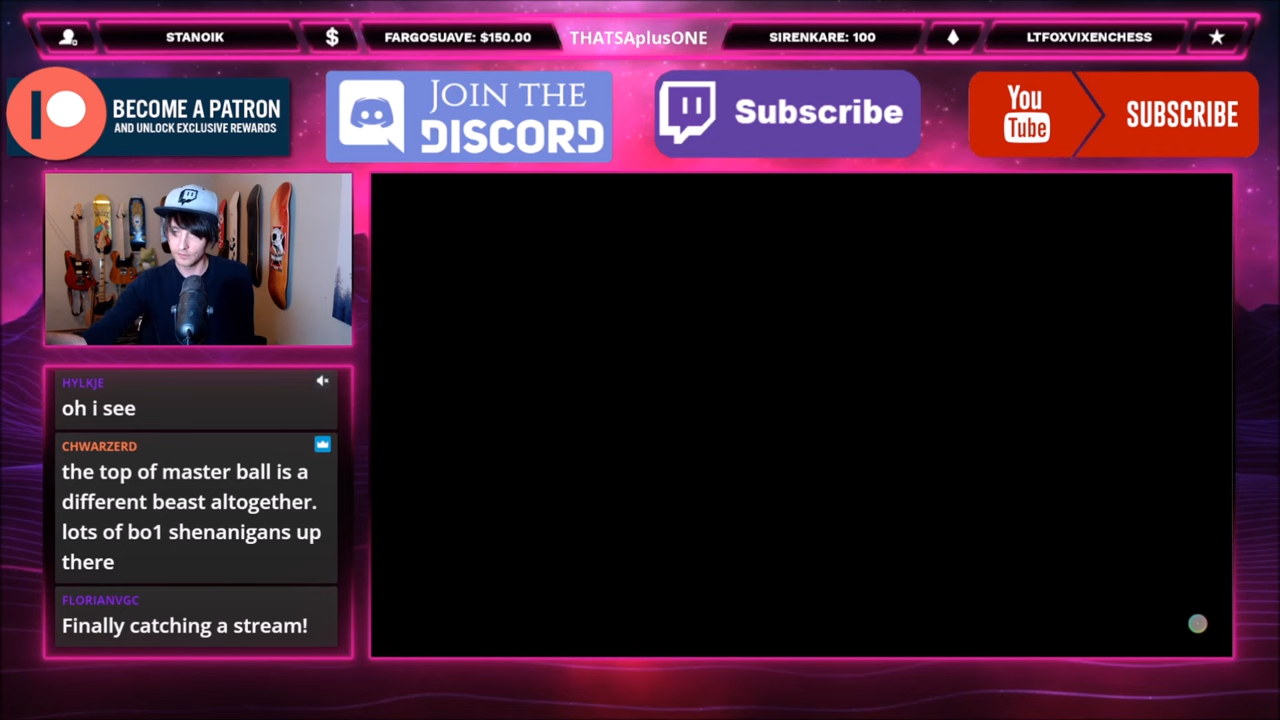 STANOIK
$
FARGOSUAVE: $150.00
THATSAplusONE
SIRENKARE: 100
LTFOXVIXENCHESS
BECOME A PATRON
AND UNLOCK EXCLUSIVE REWARDS
JOIN THE
DISCORD
Subscribe
You
Tube
SUBSCRIBE
HYLKJE
oh i see
CHWARZERD
the top of master ball is a
different beast altogether.
lots of bo1 shenanigans up
there
FLORIANVGC
Finally catching a stream!